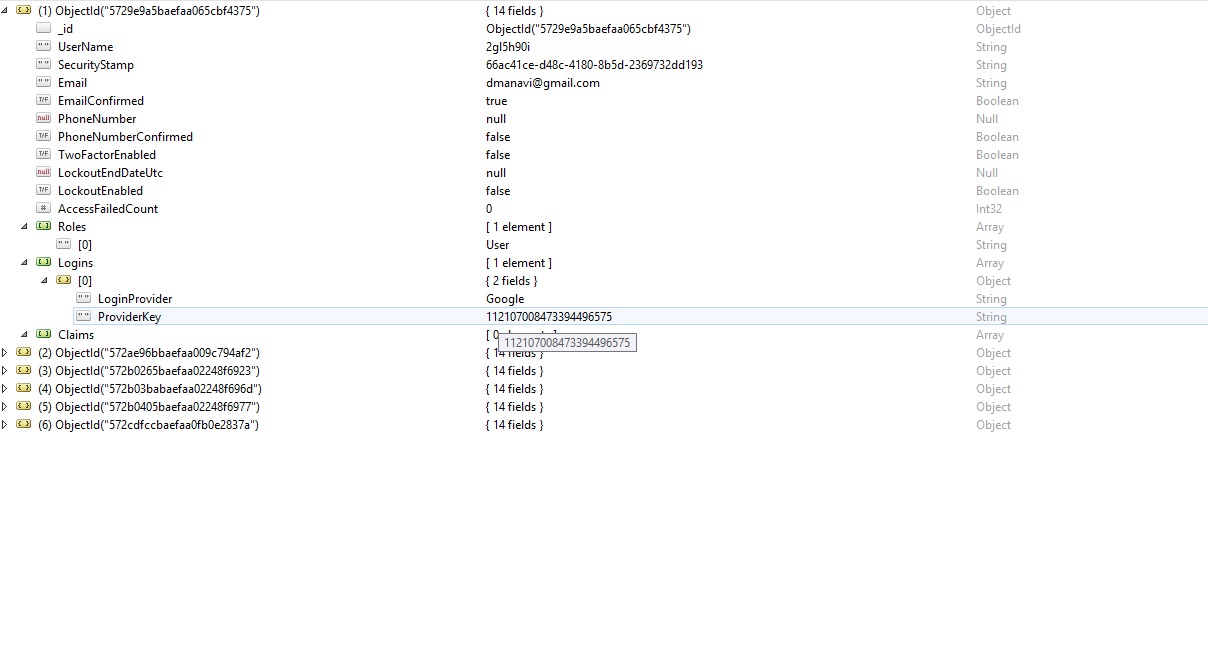 (1) ObjectId("5729e9a5baefaa065cbf4375") { 14 fields } Object
_id ObjectId("5729e9a5baefaa065cbf4375") ObjectId
" " UserName 2gl5h90i String
" " SecurityStamp 66ac41ce-d48c-4180-8b5d-2369732dd193 String
" " Email dmanavi@gmail.com String
T/F EmailConfirmed true Boolean
null PhoneNumber null Null
T/F PhoneNumberConfirmed false Boolean
T/F TwoFactorEnabled false Boolean
null LockoutEndDateUtc null Null
T/F LockoutEnabled false Boolean
# AccessFailedCount 0 Int32
Roles [ 1 element ] Array
" " [0] User String
Logins [ 1 element ] Array
[0] { 2 fields } Object
" " LoginProvider Google String
" " ProviderKey 112107008473394496575 String
Claims [ 0 Array
112107008473394496575
(2) ObjectId("572ae96bbaefaa009c794af2") { 14 fields } Object
(3) ObjectId("572b0265baefaa02248f6923") { 14 fields } Object
(4) ObjectId("572b03babaefaa02248f696d") { 14 fields } Object
(5) ObjectId("572b0405baefaa02248f6977") { 14 fields } Object
(6) ObjectId("572cdfccbaefaa0fb0e2837a") { 14 fields } Object